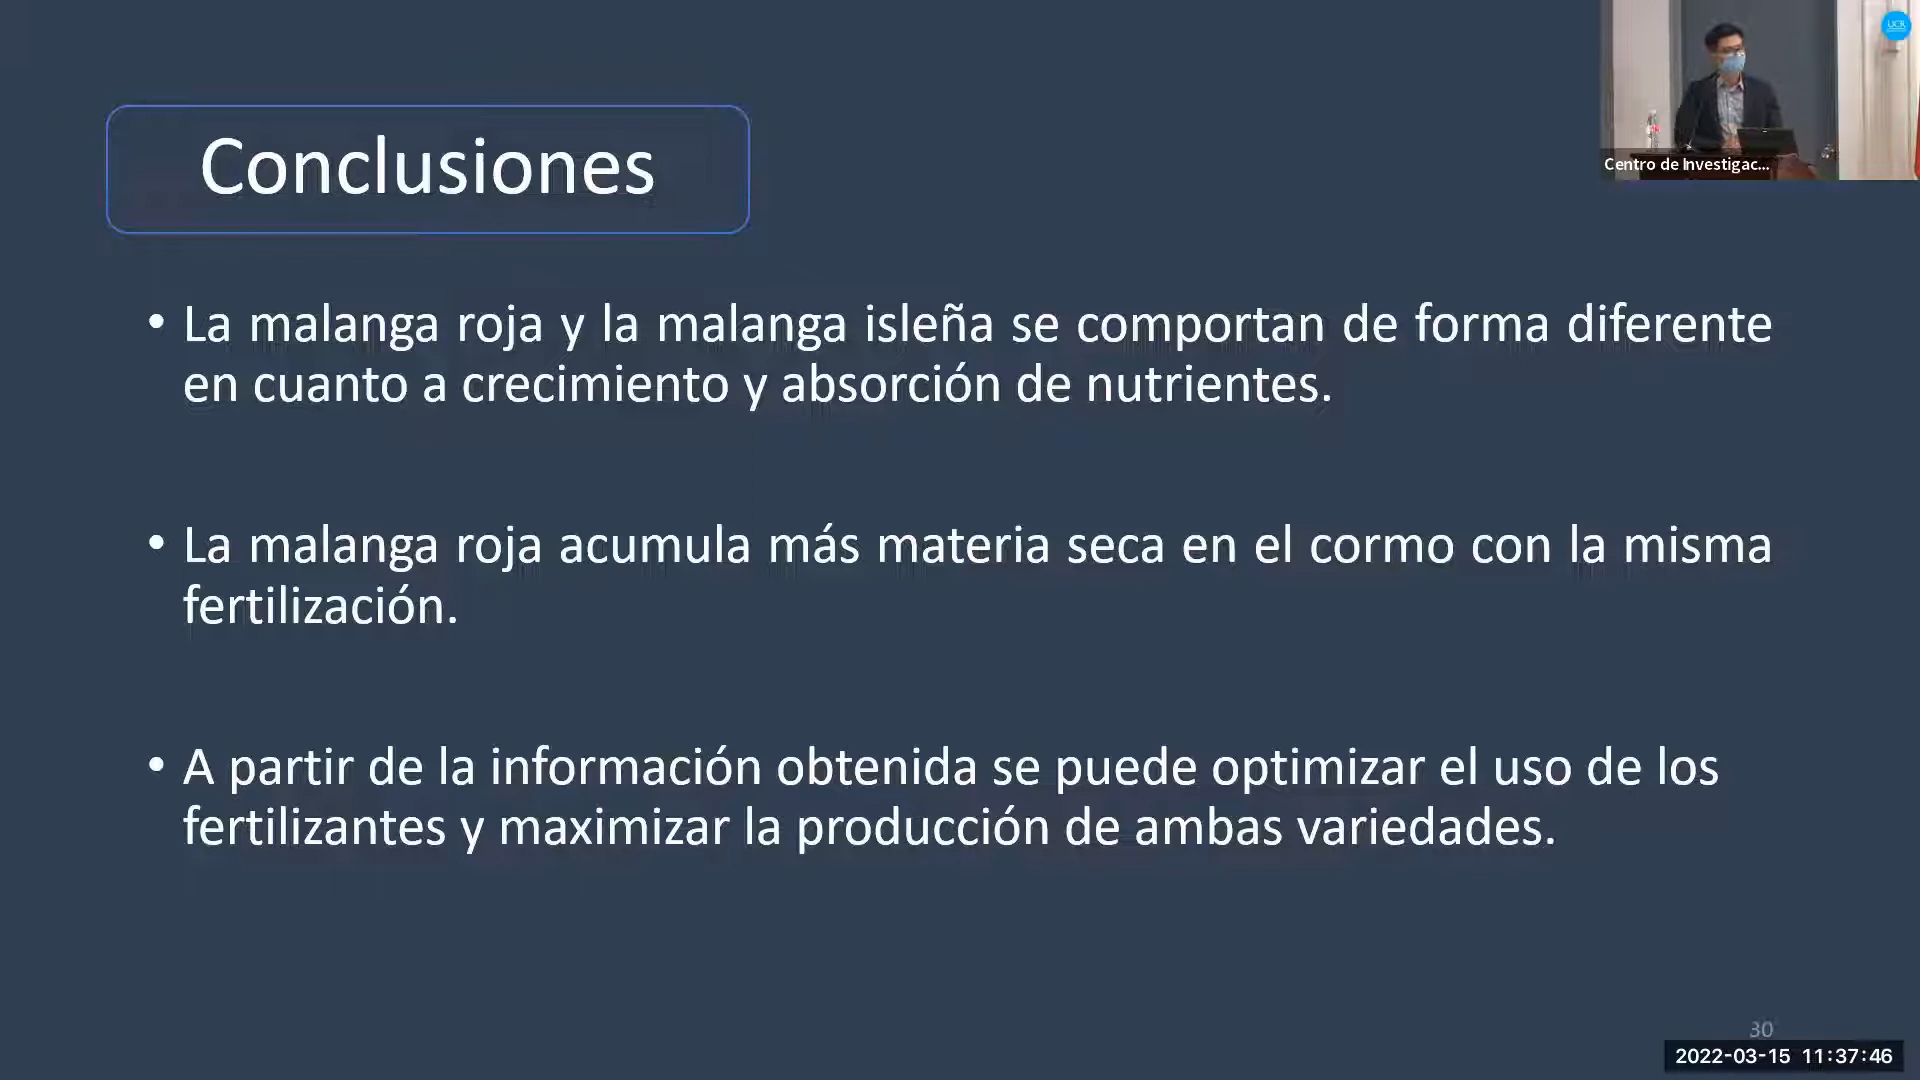 UCR
Centro de Investigac...
Conclusiones
• La malanga roja y la malanga isleña se comportan de forma diferente
en cuanto a crecimiento y absorción de nutrientes.
• La malanga roja acumula más materia seca en el cormo con la misma
fertilización.
• A partir de la información obtenida se puede optimizar el uso de los
fertilizantes y maximizar la producción de ambas variedades.
30
2022-03-15 11:37:46